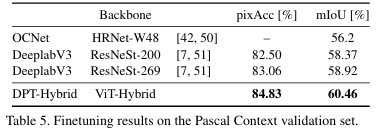 Backbone pixAcc [%] mIoU [%]
OCNet HRNet-W48 [42, 50] – 56.2
DeeplabV3 ResNeSt-200 [7, 51] 82.50 58.37
DeeplabV3 ResNeSt-269 [7, 51] 83.06 58.92
DPT-Hybrid ViT-Hybrid 84.83 60.46
Table 5. Finetuning results on the Pascal Context validation set.